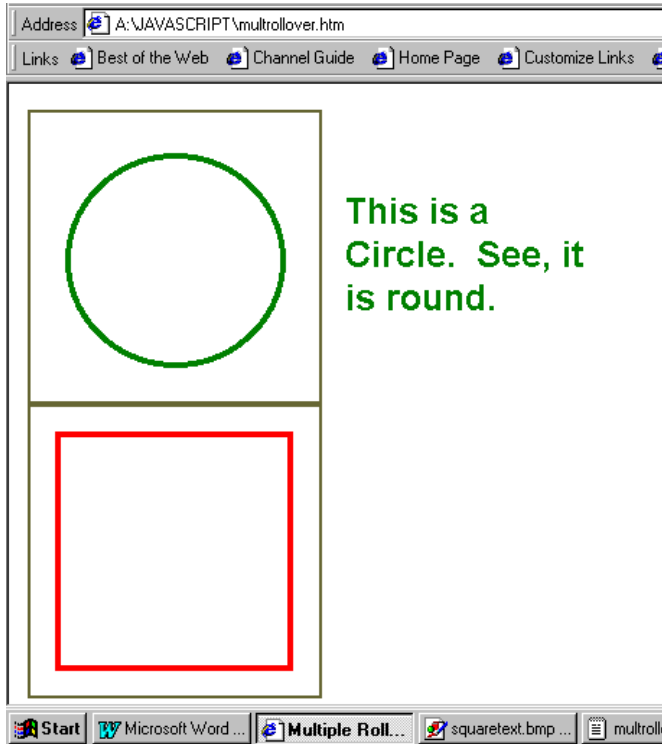 Address A:\JAVASCRIPT\multrollover.htm
Links Best of the Web Channel Guide Home Page Customize Links
This is a
Circle. See, it
is round.
Start Microsoft Word ... Multiple Roll... squaretext.bmp ... multroll